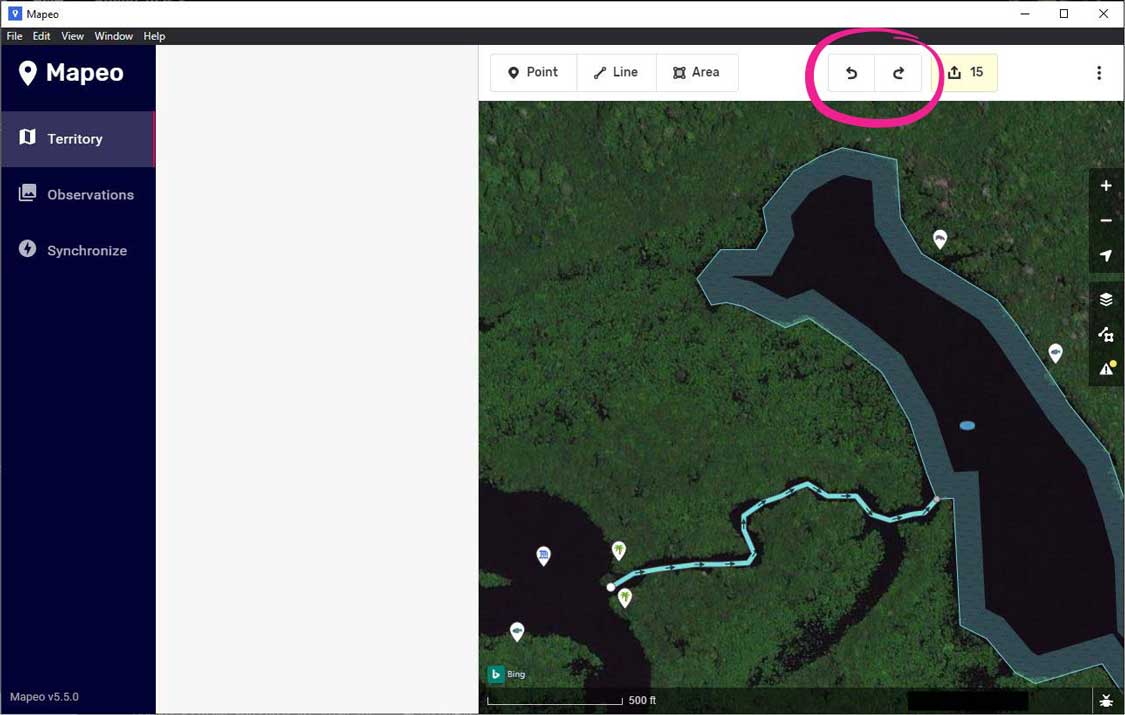 Mapeo
File Edit View Window Help
Mapeo
Point
Line
Area
15
Territory
Observations
Synchronize
b Bing
500 ft
Mapeo v5.5.0